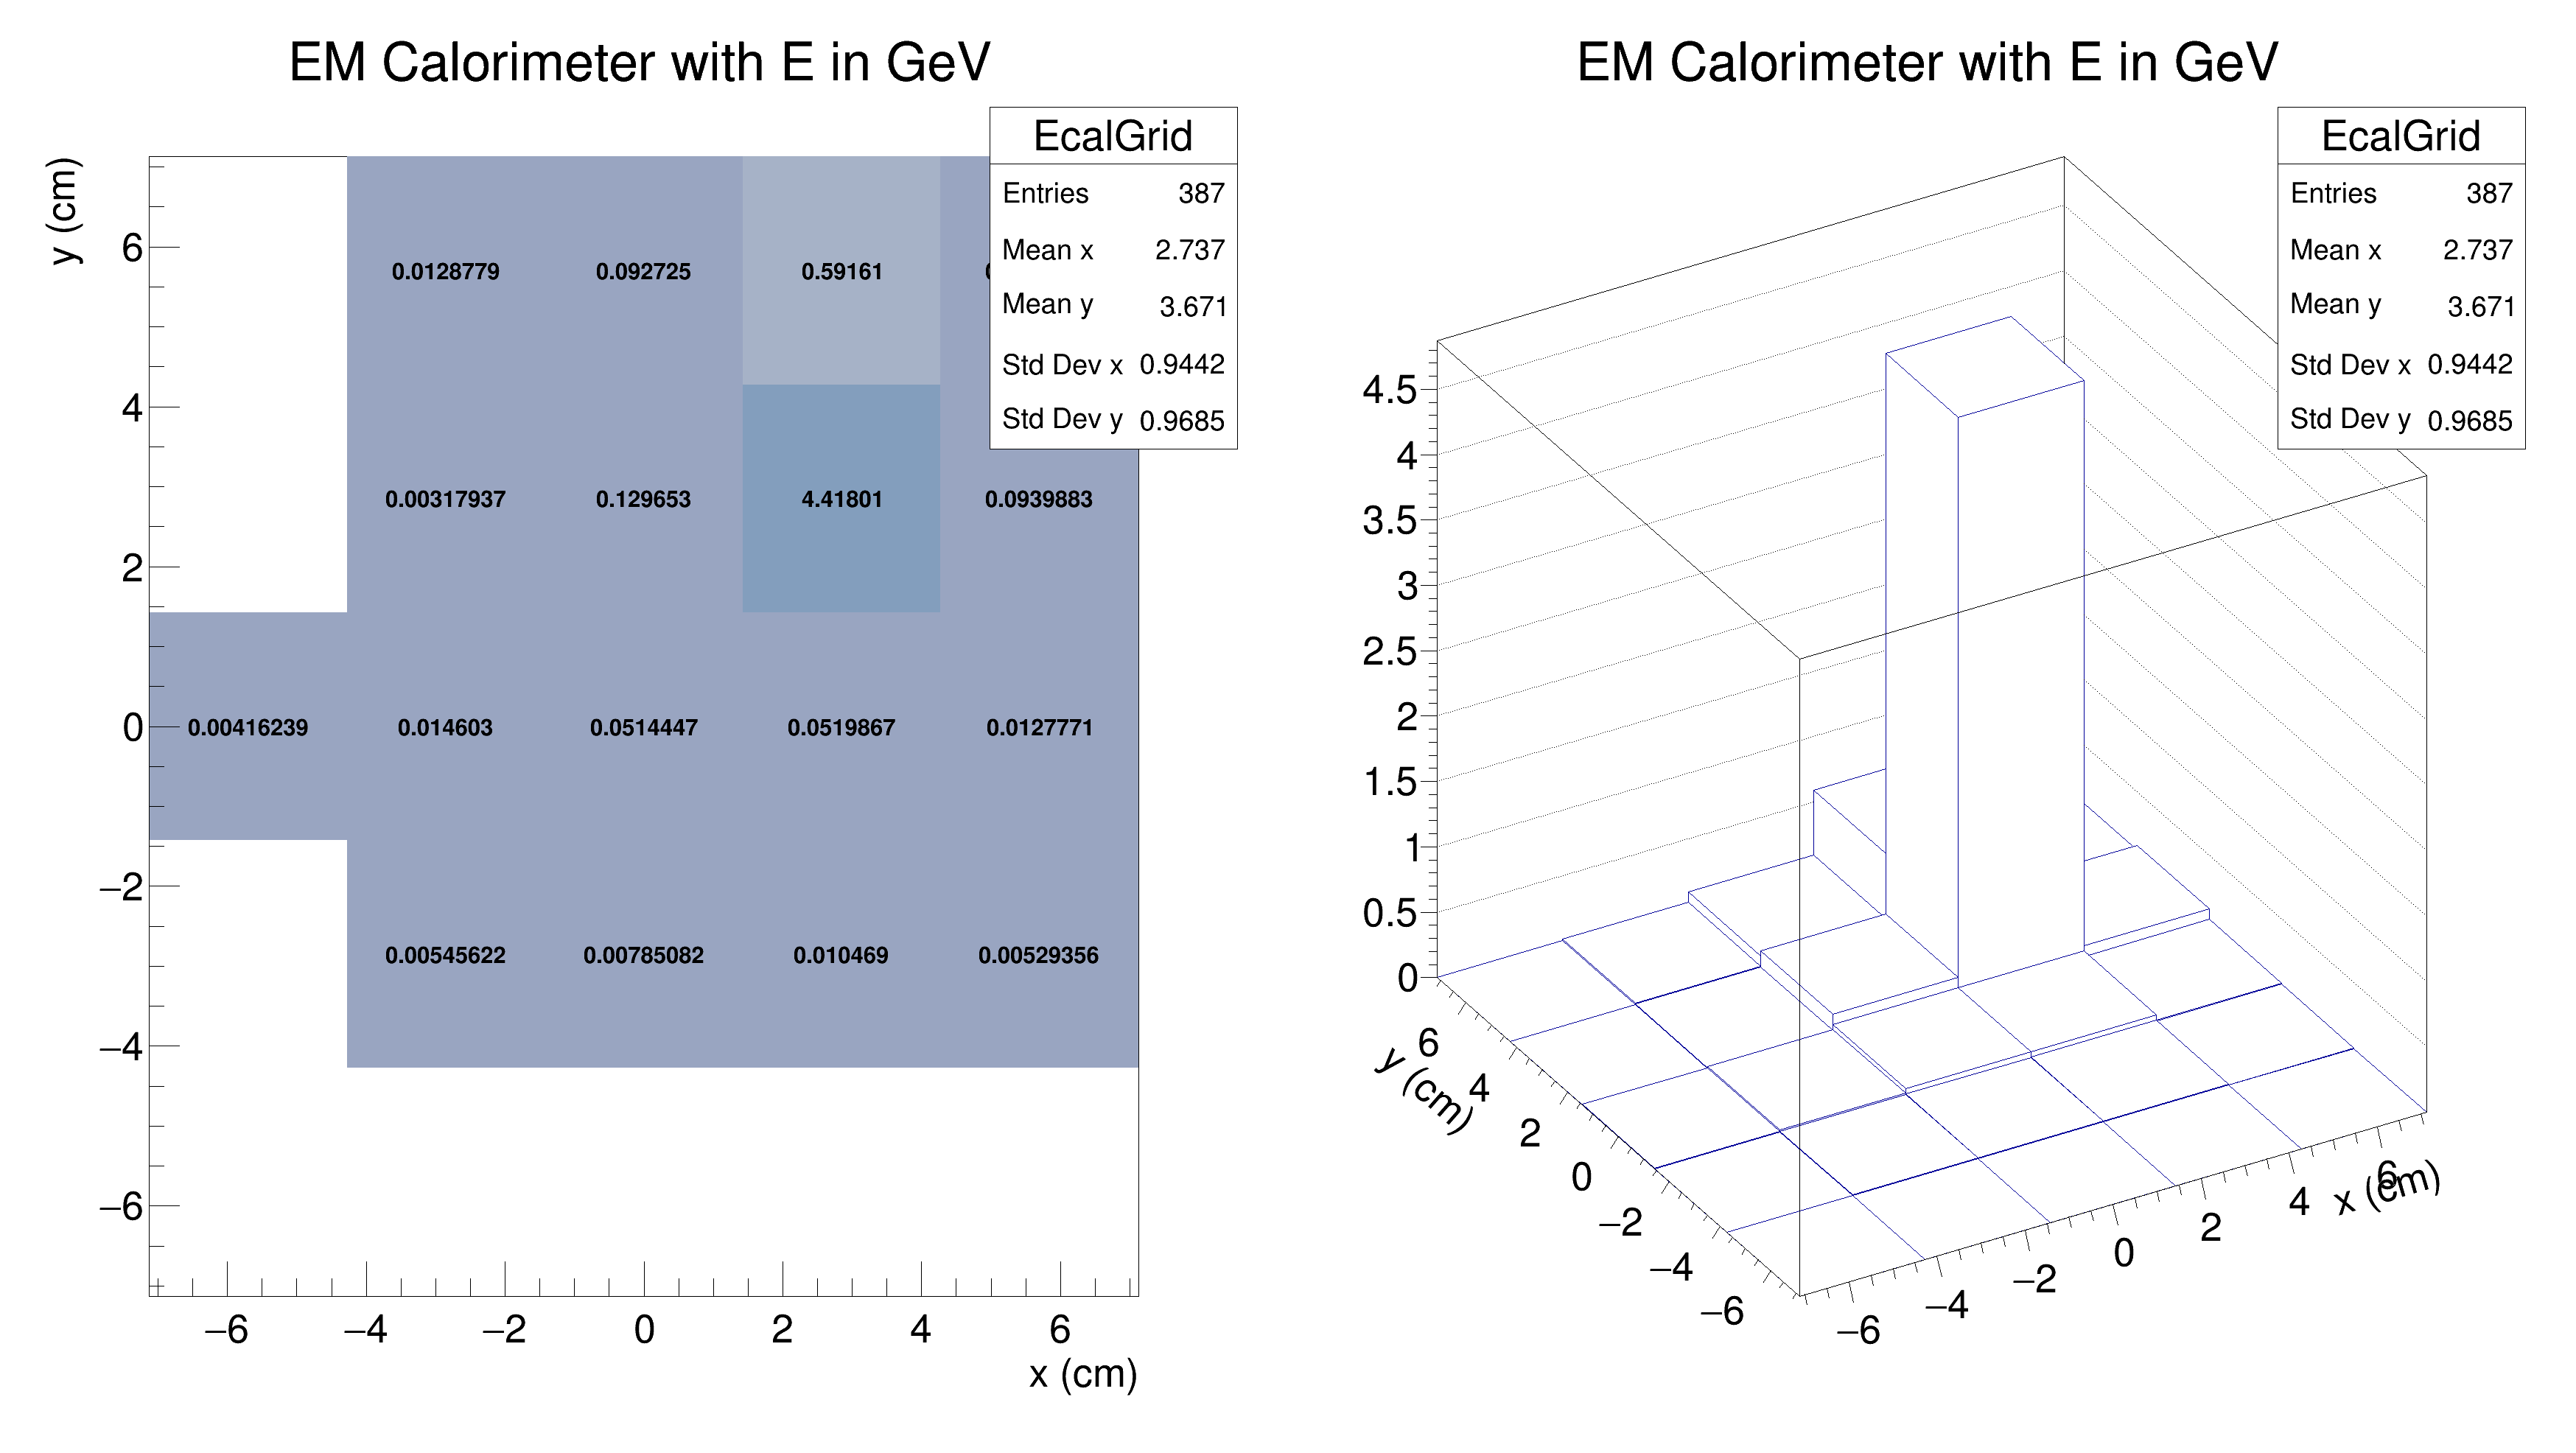 EM Calorimeter with E in GeV
EcalGrid
Entries 387
Mean x 2.737
Mean y 3.671
Std Dev x 0.9442
Std Dev y 0.9685
y (cm)
6
4
2
0
−2
−4
−6
0.0128779 0.092725 0.59161
0.00317937 0.129653 4.41801 0.0939883
0.00416239 0.014603 0.0514447 0.0519867 0.0127771
0.00545622 0.00785082 0.010469 0.00529356
−6 −4 −2 0 2 4 6
x (cm)
EM Calorimeter with E in GeV
EcalGrid
Entries 387
Mean x 2.737
Mean y 3.671
Std Dev x 0.9442
Std Dev y 0.9685
4.5
4
3.5
3
2.5
2
1.5
1
0.5
0
y (cm)
6
4
2
0
−2
−4
−6
−6 −4 −2 0 2 4 6
x (cm)